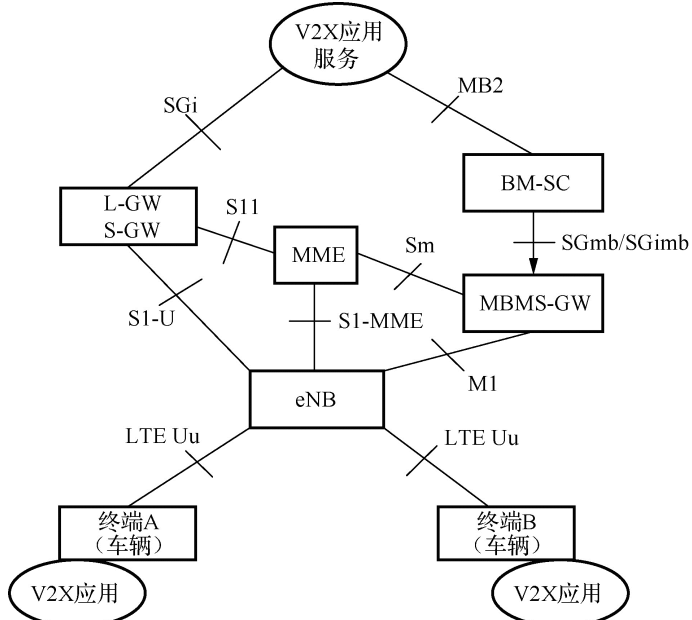 V2X应用
服务
SGi
MB2
BM-SC
L-GW
S-GW
S11
MME
Sm
SGmb/SGimb
MBMS-GW
S1-U
S1-MME
M1
eNB
LTE Uu
LTE Uu
终端A
（车辆）
终端B
（车辆）
V2X应用
V2X应用